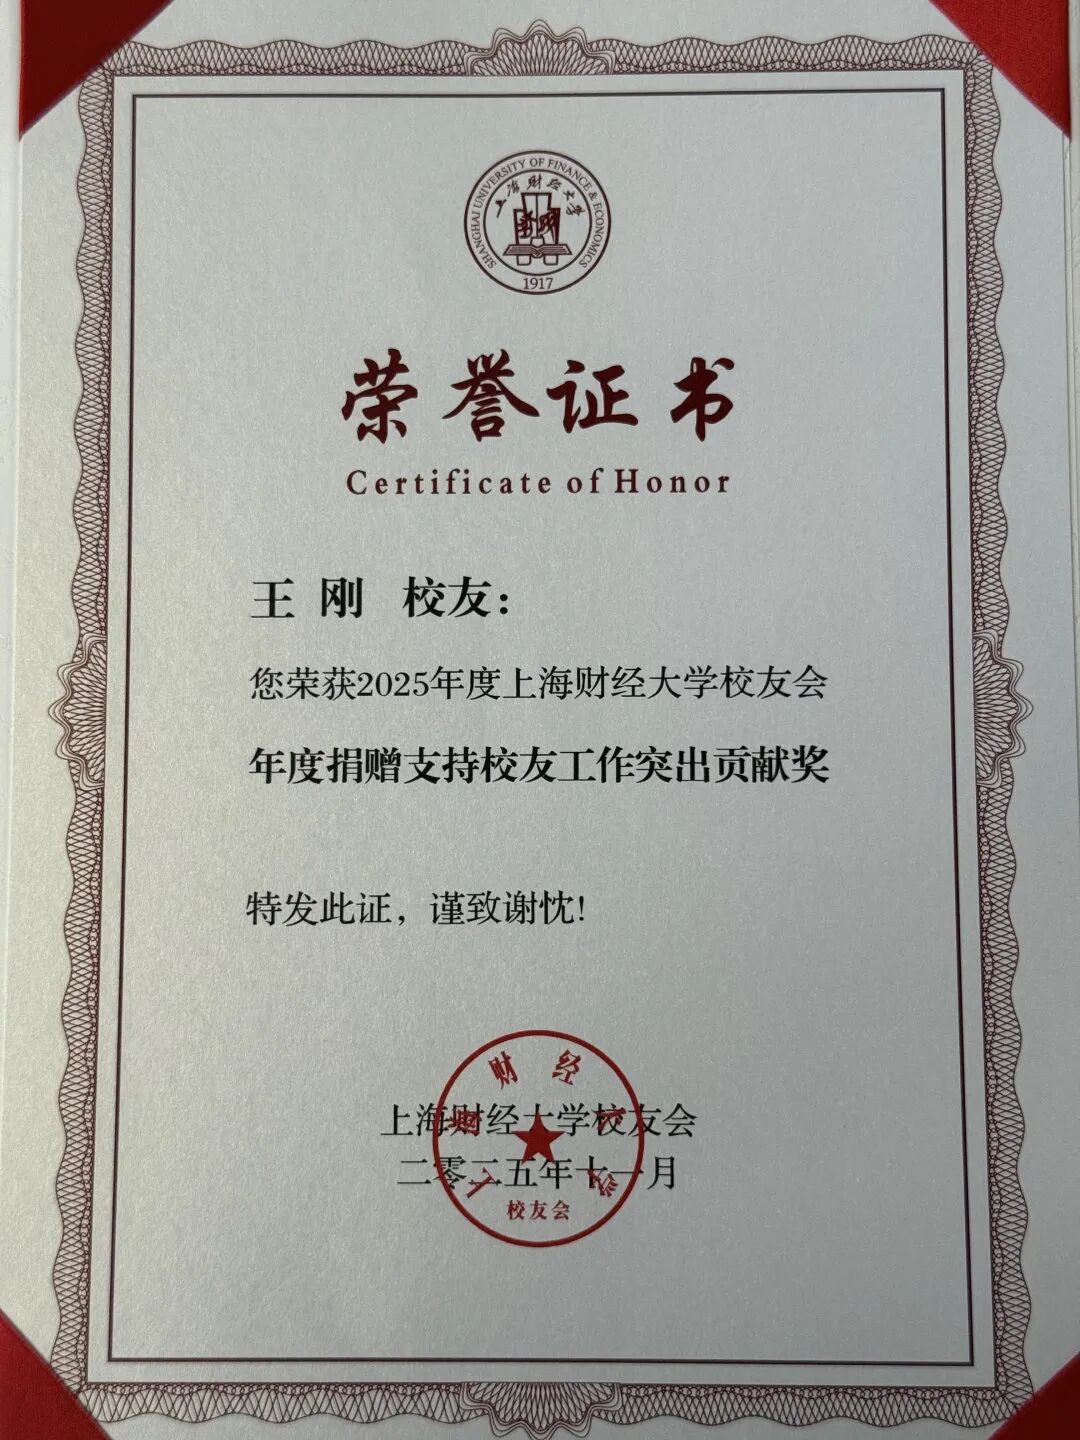 SHANGHAI UNIVERSITY OF FINANCE & ECONOMICS
上海财经大学
1917
荣誉证书
Certificate of Honor
王刚 校友：
您荣获2025年度上海财经大学校友会
年度捐赠支持校友工作突出贡献奖
特发此证，谨致谢忱！
上海财经大学校友会
二零二五年十一月
上海财经大学
校友会